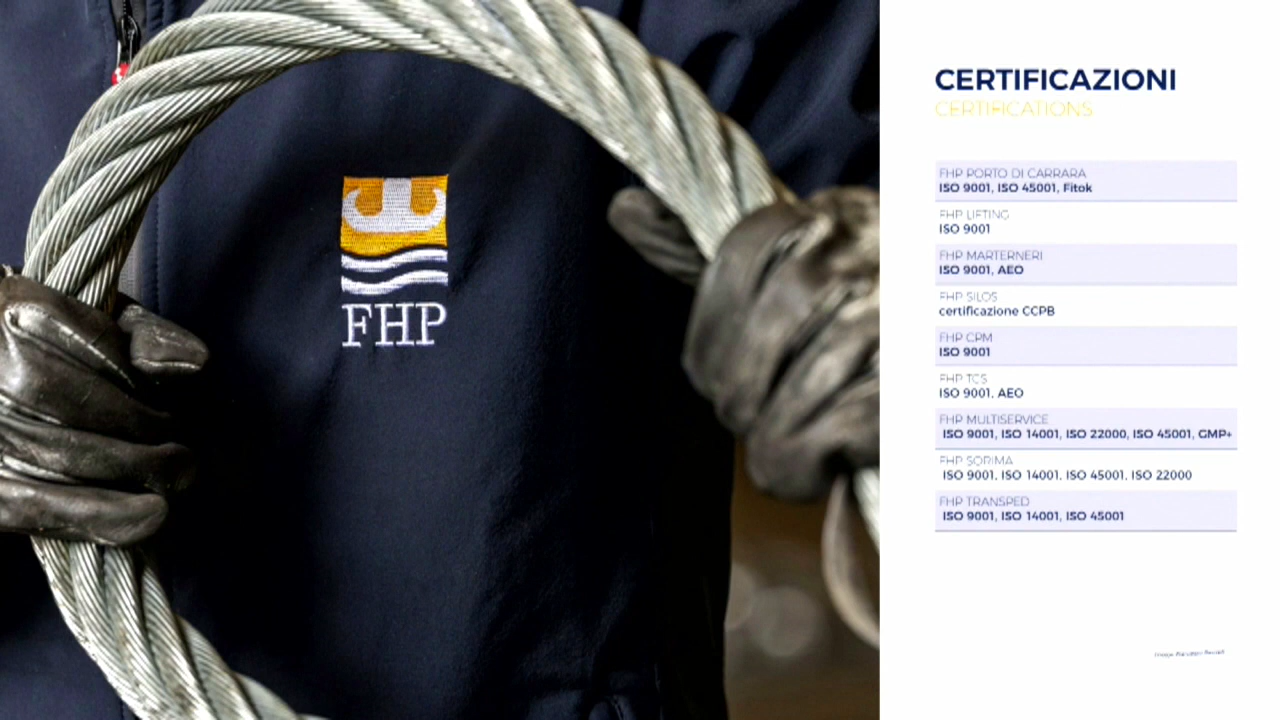 FHP
CERTIFICAZIONI
CERTIFICATIONS
FHP PORTO DI CARRARA
ISO 9001, ISO 45001, Fitok
FHP LIFTING
ISO 9001
FHP MARTERNERI
ISO 9001, AEO
FHP SILOS
certificazione CCPB
FHP CPM
ISO 9001
FHP TCS
ISO 9001, AEO
FHP MULTISERVICE
ISO 9001, ISO 14001, ISO 22000, ISO 45001, GMP+
FHP SORIMA
ISO 9001, ISO 14001, ISO 45001, ISO 22000
FHP TRANSPED
ISO 9001, ISO 14001, ISO 45001